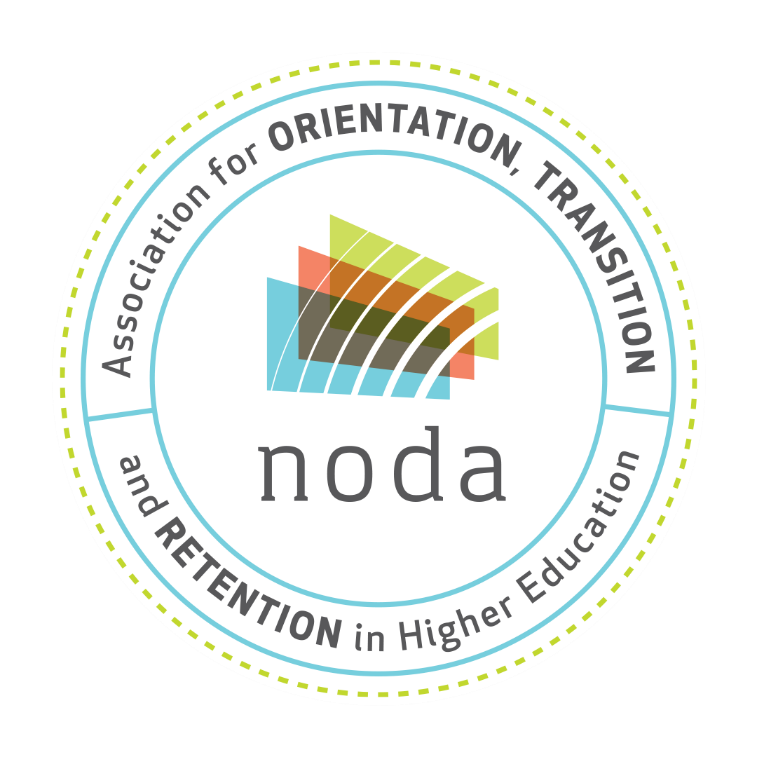 Association for ORIENTATION, TRANSITION
and RETENTION in Higher Education
noda